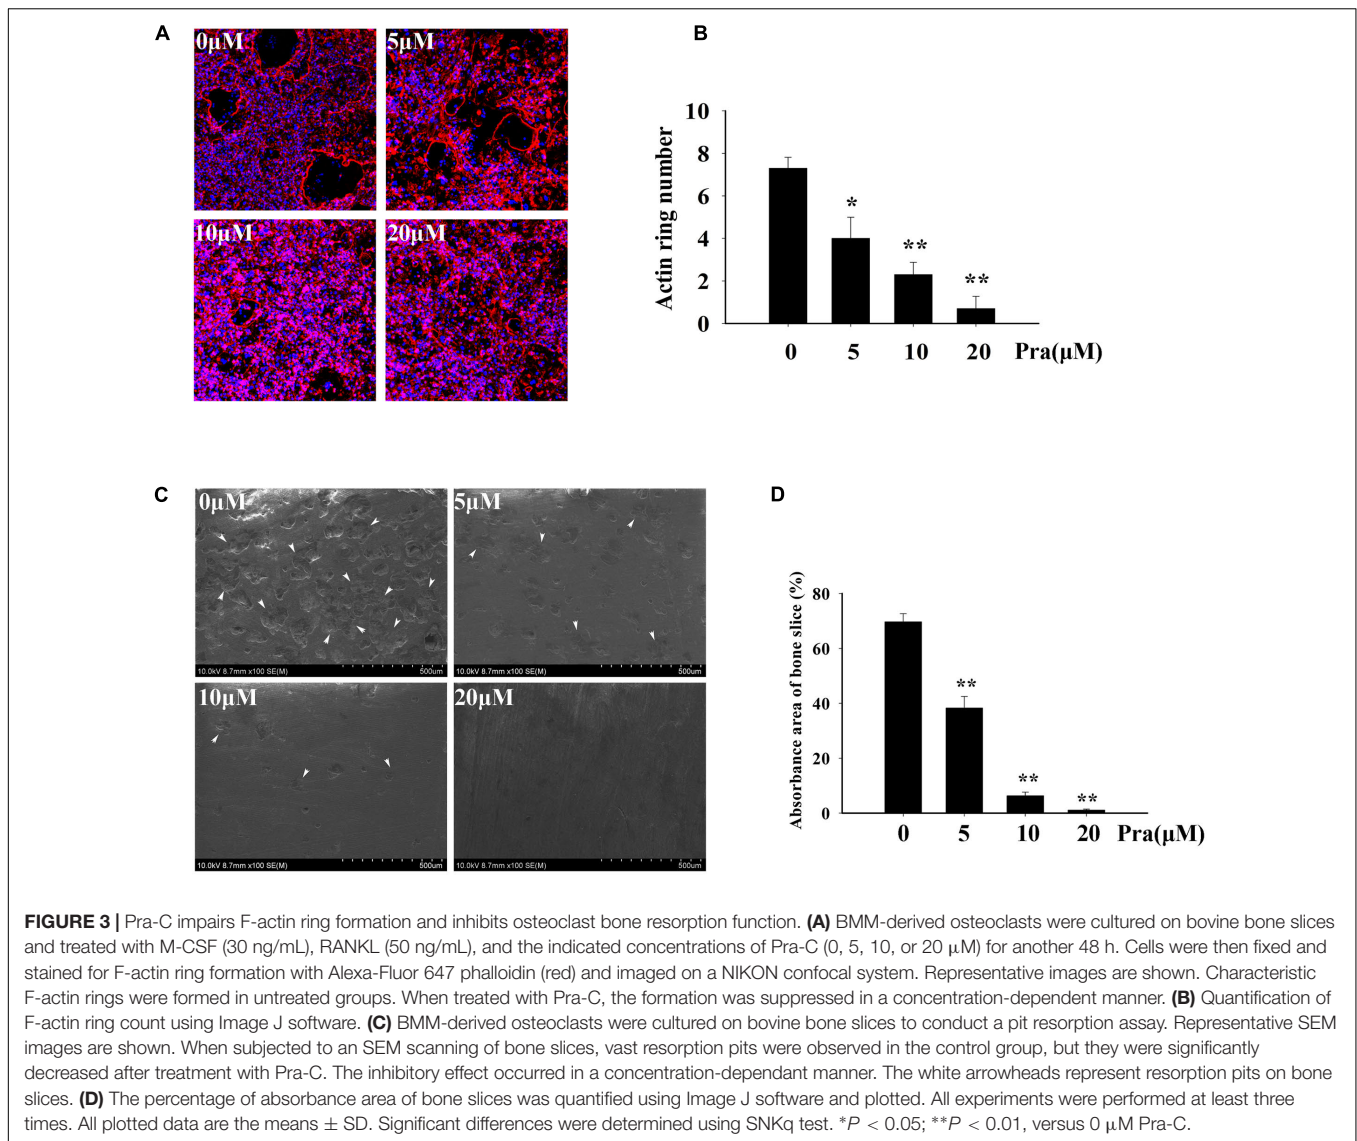 A
0µM
5µM
10µM
20µM
B
10
8
6
4
2
0
Actin ring number
*
**
**
0 5 10 20 Pra(µM)
C
0µM
10.0kV 8.7mm x100 SE(M) 500um
5µM
10.0kV 8.7mm x100 SE(M) 500um
10µM
10.0kV 8.7mm x100 SE(M) 500um
20µM
10.0kV 8.7mm x100 SE(M) 500um
D
80
60
40
20
0
Absorbance area of bone slice (%)
**
**
**
0 5 10 20 Pra(µM)
FIGURE 3 | Pra-C impairs F-actin ring formation and inhibits osteoclast bone resorption function. (A) BMM-derived osteoclasts were cultured on bovine bone slices
and treated with M-CSF (30 ng/mL), RANKL (50 ng/mL), and the indicated concentrations of Pra-C (0, 5, 10, or 20 µM) for another 48 h. Cells were then fixed and
stained for F-actin ring formation with Alexa-Fluor 647 phalloidin (red) and imaged on a NIKON confocal system. Representative images are shown. Characteristic
F-actin rings were formed in untreated groups. When treated with Pra-C, the formation was suppressed in a concentration-dependent manner. (B) Quantification of
F-actin ring count using Image J software. (C) BMM-derived osteoclasts were cultured on bovine bone slices to conduct a pit resorption assay. Representative SEM
images are shown. When subjected to an SEM scanning of bone slices, vast resorption pits were observed in the control group, but they were significantly
decreased after treatment with Pra-C. The inhibitory effect occurred in a concentration-dependant manner. The white arrowheads represent resorption pits on bone
slices. (D) The percentage of absorbance area of bone slices was quantified using Image J software and plotted. All experiments were performed at least three
times. All plotted data are the means ± SD. Significant differences were determined using SNKq test. *P < 0.05; **P < 0.01, versus 0 µM Pra-C.